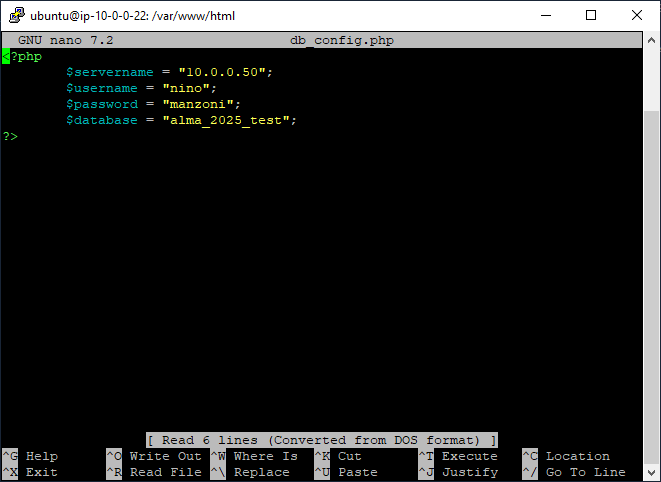 ubuntu@ip-10-0-0-22: /var/www/html
GNU nano 7.2 db_config.php
<?php
$servername = "10.0.0.50";
$username = "nino";
$password = "manzoni";
$database = "alma_2025_test";
?>
[ Read 6 lines (Converted from DOS format) ]
^G Help ^O Write Out ^W Where Is ^K Cut ^T Execute ^C Location
^X Exit ^R Read File ^\ Replace ^U Paste ^J Justify ^/ Go To Line